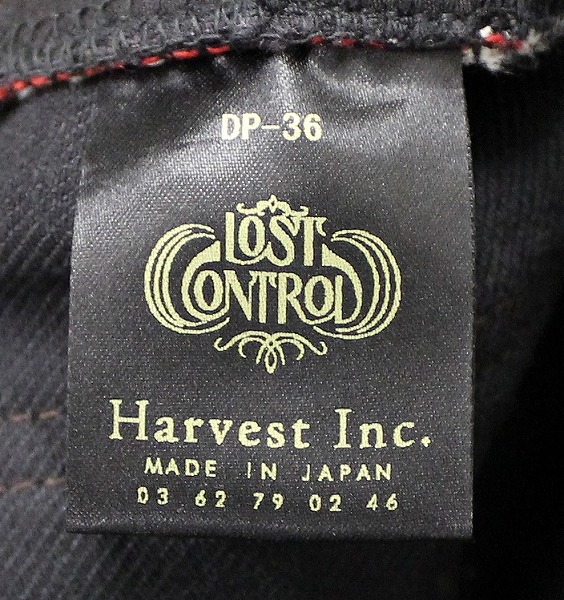 DP-36
LOST
CONTROL
Harvest Inc.
MADE IN JAPAN
03 62 79 02 46